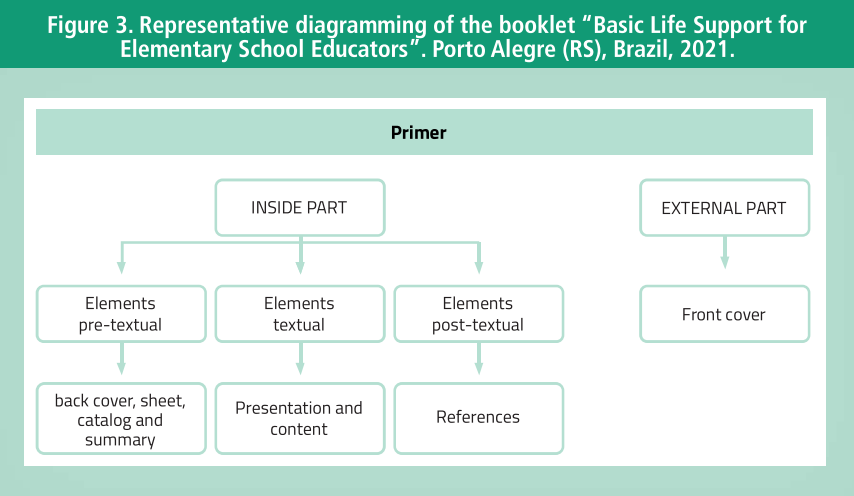 Figure 3. Representative diagramming of the booklet “Basic Life Support for
Elementary School Educators”. Porto Alegre (RS), Brazil, 2021.
Primer
INSIDE PART
EXTERNAL PART
Elements
pre-textual
Elements
textual
Elements
post-textual
Front cover
back cover, sheet,
catalog and
summary
Presentation and
content
References